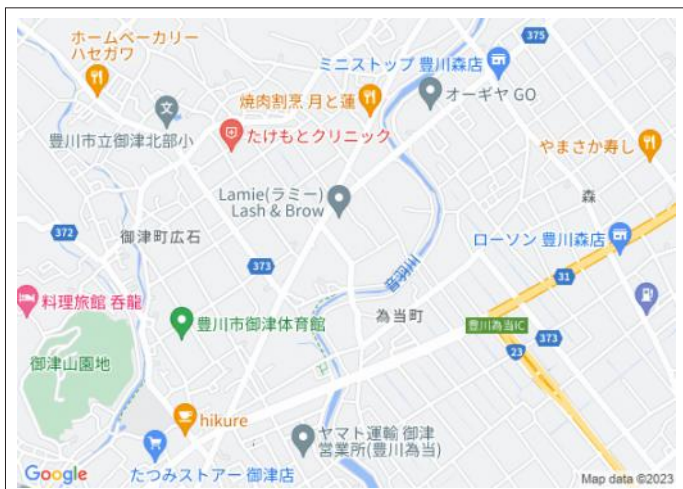 ホームベーカリー
ハセガワ
375
ミニストップ 豊川森店
焼肉割烹 月と蓮
オーギヤ GO
豊川市立御津北部小
たけもとクリニック
やまさか寿し
Lamie(ラミー)
Lash & Brow
森
372
御津町広石
ローソン 豊川森店
373
31
料理旅館 呑龍
豊川市御津体育館
為当町
豊川為当IC
373
御津山園地
23
hikure
ヤマト運輸 御津
営業所(豊川為当)
たつみストアー 御津店
Google
Map data ©2023